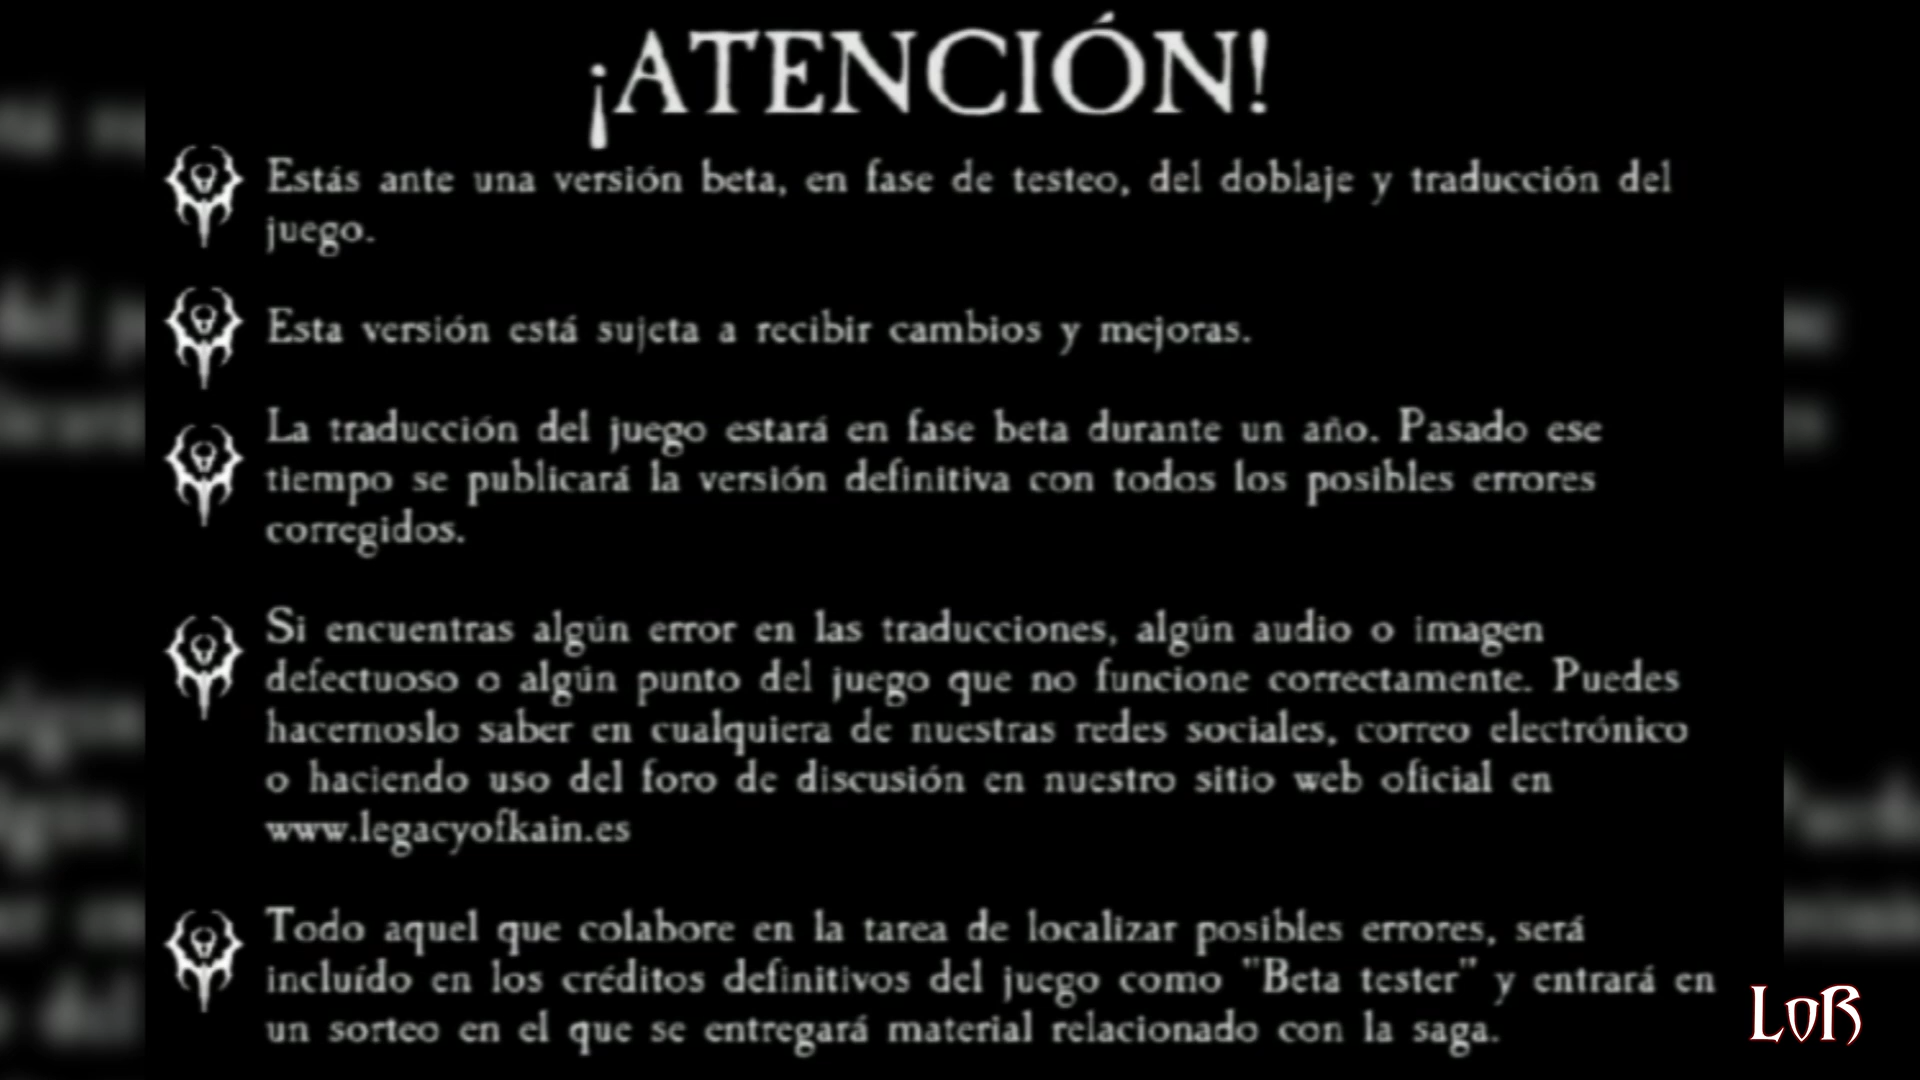 ¡ATENCIÓN!
Estás ante una versión beta, en fase de testeo, del doblaje y traducción del
juego.
Esta versión está sujeta a recibir cambios y mejoras.
La traducción del juego estará en fase beta durante un año. Pasado ese
tiempo se publicará la versión definitiva con todos los posibles errores
corregidos.
Si encuentras algún error en las traducciones, algún audio o imagen
defectuoso o algún punto del juego que no funcione correctamente. Puedes
hacernoslo saber en cualquiera de nuestras redes sociales, correo electrónico
o haciendo uso del foro de discusión en nuestro sitio web oficial en
www.legacyofkain.es
Todo aquel que colabore en la tarea de localizar posibles errores, será
incluído en los créditos definitivos del juego como "Beta tester" y entrará en
un sorteo en el que se entregará material relacionado con la saga.
LoR